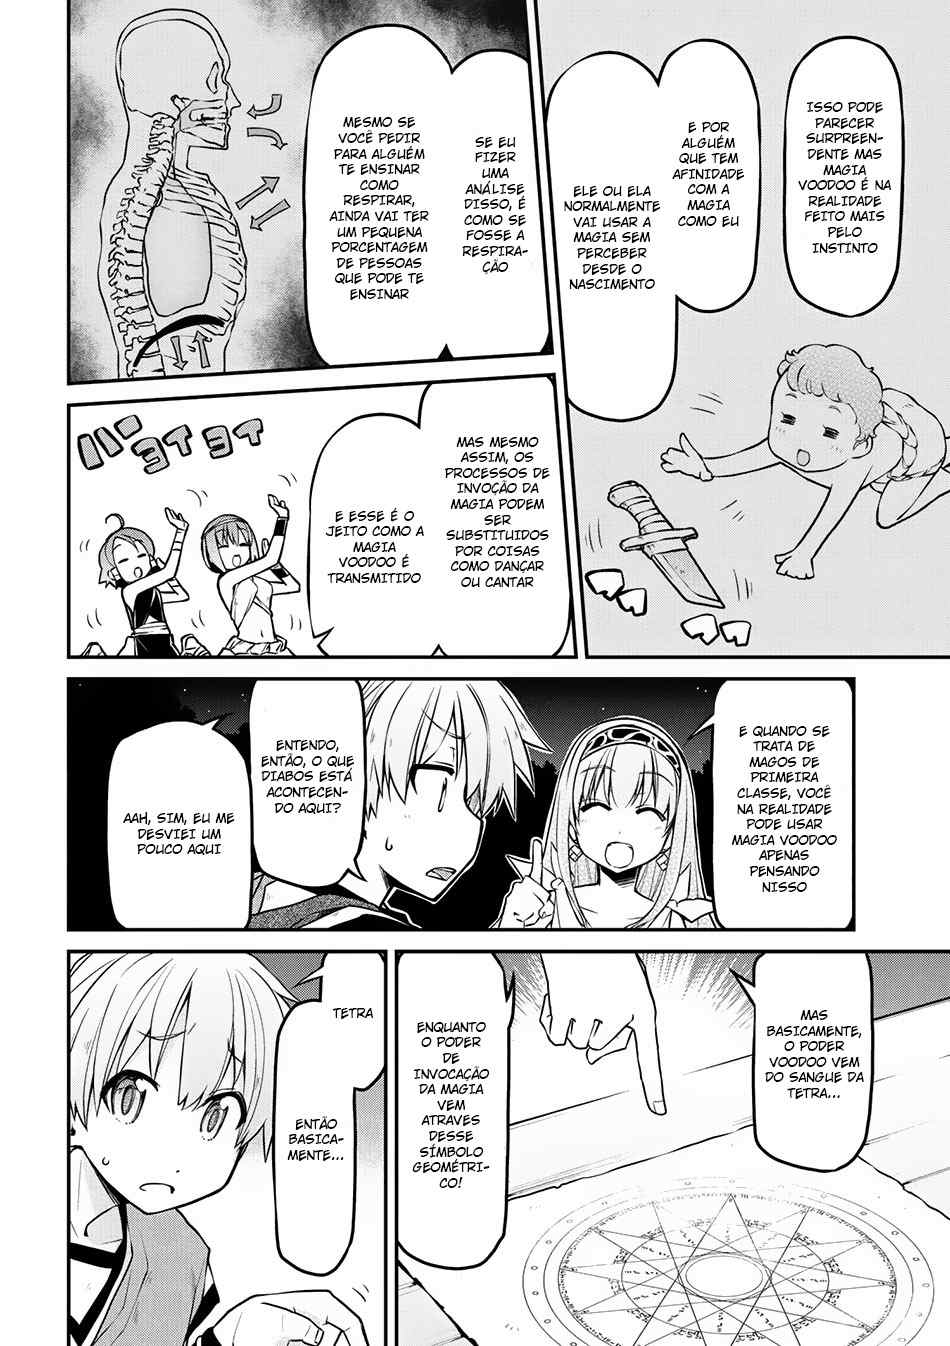 ISSO PODE
PARECER
SURPREEN-
DENTE MAS
MAGIA
VOODOO É NA
REALIDADE
FEITO MAIS
PELO
INSTINTO
E POR
ALGUÉM
QUE TEM
AFINIDADE
COM A
MAGIA
COMO EU
ELE OU ELA
NORMALMENTE
VAI USAR A
MAGIA SEM
PERCEBER
DESDE O
NASCIMENTO
SE EU
FIZER
UMA
ANÁLISE
DISSO, É
COMO SE
FOSSE A
RESPIRA-
ÇÃO
MESMO SE
VOCÊ PEDIR
PARA ALGUÉM
TE ENSINAR
COMO
RESPIRAR,
AINDA VAI TER
UM PEQUENA
PORCENTAGEM
DE PESSOAS
QUE PODE TE
ENSINAR
MAS MESMO
ASSIM, OS
PROCESSOS DE
INVOÇÃO DA
MAGIA PODEM
SER
SUBSTITUIDOS
POR COISAS
COMO DANÇAR
OU CANTAR
E ESSE É O
JEITO COMO A
MAGIA
VOODOO É
TRANSMITIDO
ハン
ヨイヨイ
E QUANDO SE
TRATA DE
MAGOS DE
PRIMEIRA
CLASSE, VOCÊ
NA REALIDADE
PODE USAR
MAGIA VOODOO
APENAS
PENSANDO
NISSO
ENTENDO,
ENTÃO, O QUE
DIABOS ESTÁ
ACONTECEN-
DO AQUI?
AAH, SIM, EU ME
DESVIEI UM
POUCO AQUI
MAS
BASICAMENTE,
O PODER
VOODOO VEM
DO SANGUE DA
TETRA...
ENQUANTO
O PODER
DE
INVOCAÇÃO
DA MAGIA
VEM
ATRAVES
DESSE
SÍMBOLO
GEOMÉTRI-
CO!
TETRA
ENTÃO
BASICA-
MENTE...